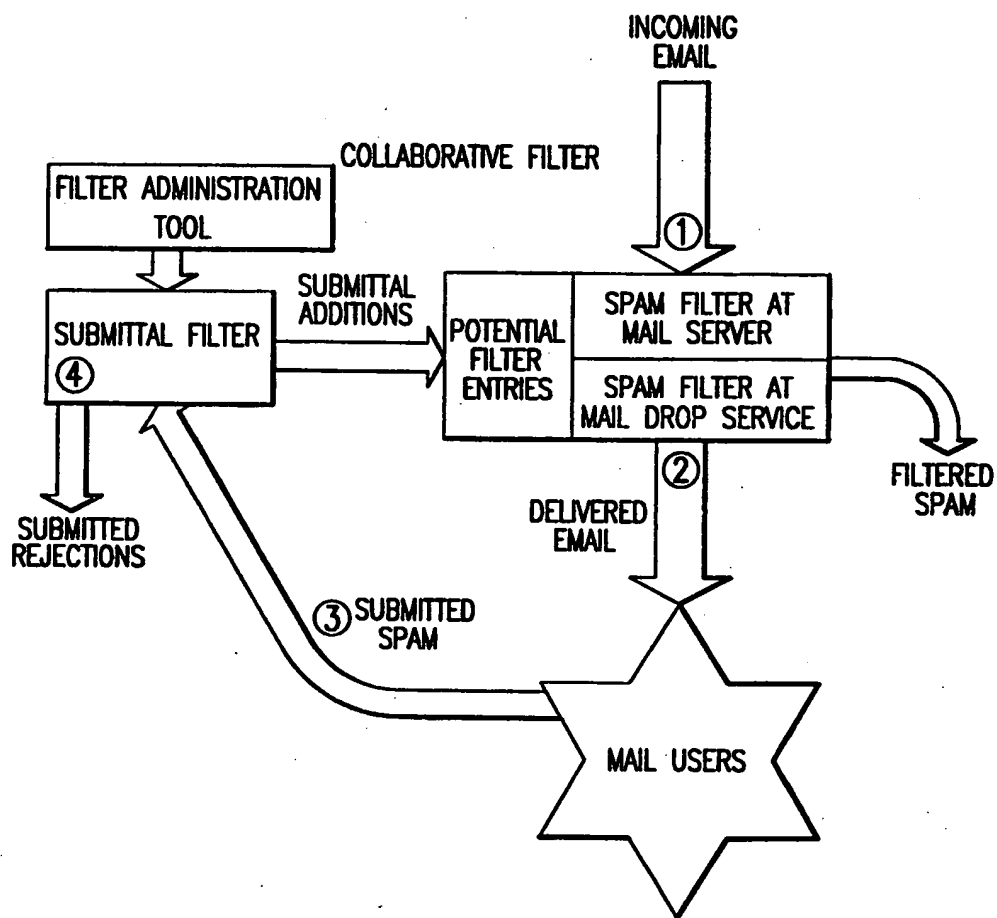 INCOMING
EMAIL
COLLABORATIVE FILTER
FILTER ADMINISTRATION
TOOL
①
SUBMITTAL
ADDITIONS
SUBMITTAL FILTER
④
POTENTIAL
FILTER
ENTRIES
SPAM FILTER AT
MAIL SERVER
SPAM FILTER AT
MAIL DROP SERVICE
②
FILTERED
SPAM
DELIVERED
EMAIL
SUBMITTED
REJECTIONS
③ SUBMITTED
SPAM
MAIL USERS